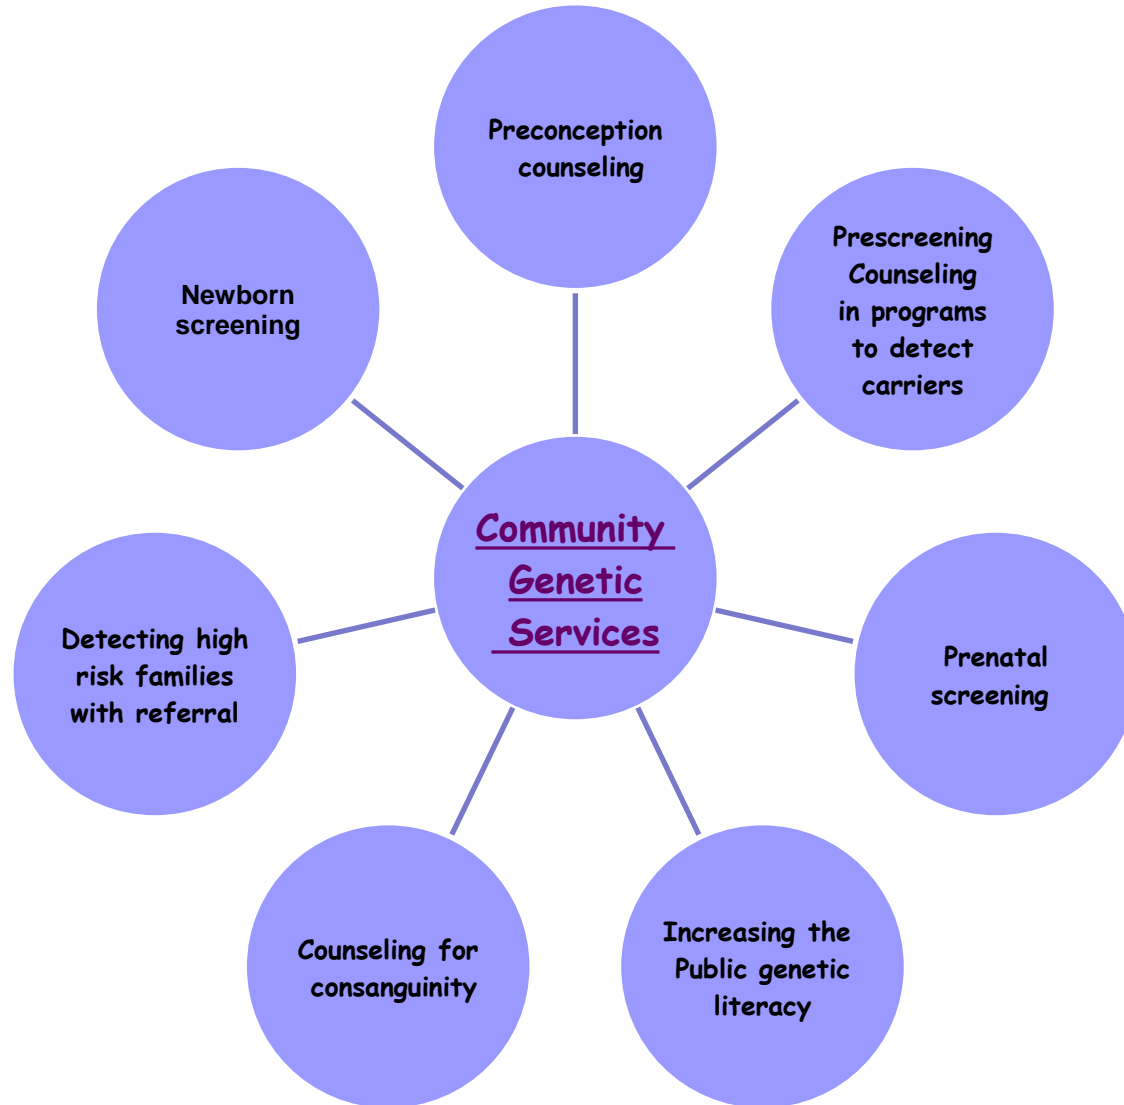 Preconception
counseling
Prescreening
Counseling
in programs
to detect
carriers
Newborn
screening
Community
Genetic
Services
Detecting high
risk families
with referral
Prenatal
screening
Counseling for
consanguinity
Increasing the
Public genetic
literacy